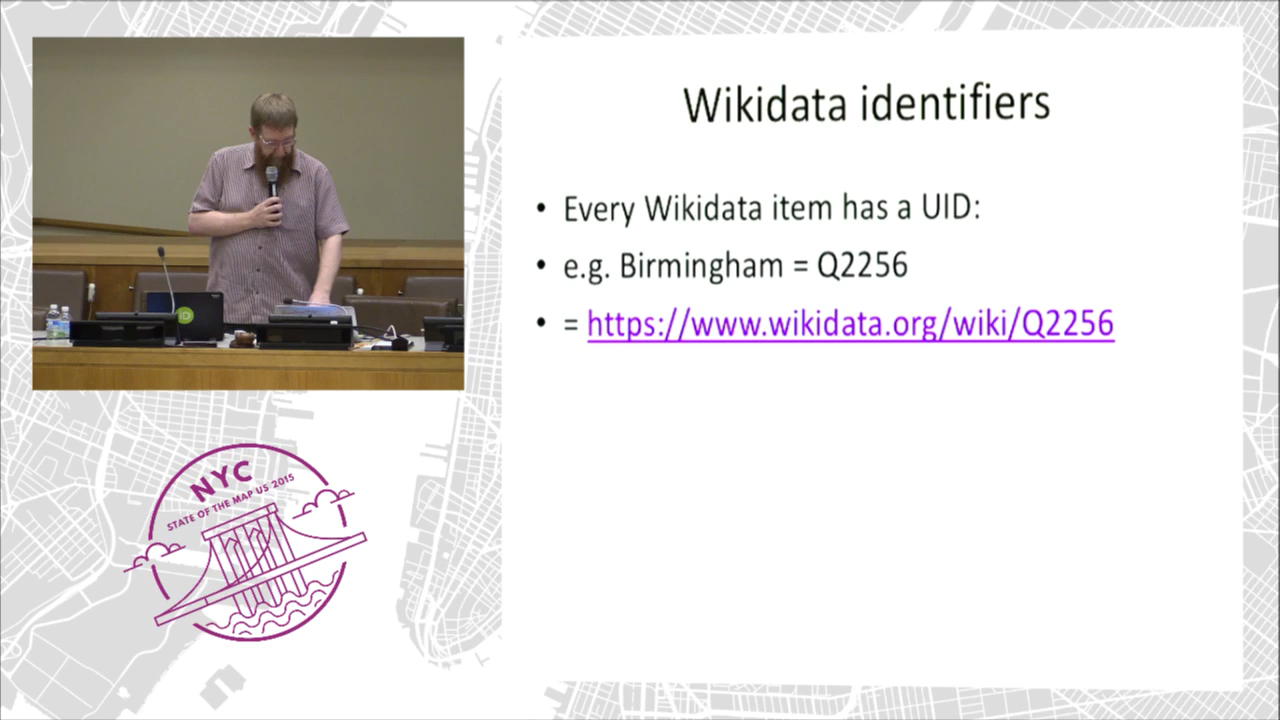 Wikidata identifiers
• Every Wikidata item has a UID:
• e.g. Birmingham = Q2256
• = https://www.wikidata.org/wiki/Q2256
iD
NYC
STATE OF THE MAP US 2015